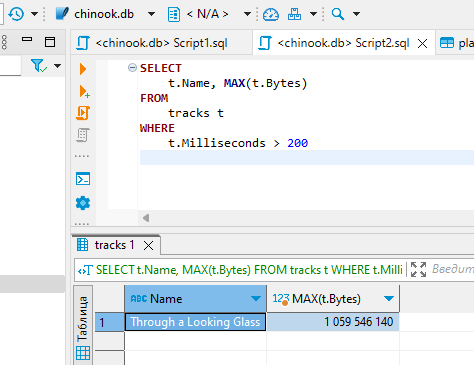 chinook.db
< N/A >
<chinook.db> Script1.sql
<chinook.db> Script2.sql
SELECT
t.Name, MAX(t.Bytes)
FROM
tracks t
WHERE
t.Milliseconds > 200
tracks 1
SELECT t.Name, MAX(t.Bytes) FROM tracks t WHERE t.Milli
Введит
Таблица
ABC Name
123 MAX(t.Bytes)
1
Through a Looking Glass
1 059 546 140